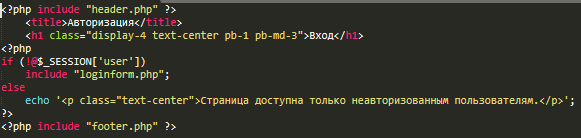 <?php include "header.php" ?>
<title>Авторизация</title>
<h1 class="display-4 text-center pb-1 pb-md-3">Вход</h1>
<?php
if (!@$_SESSION['user'])
include "loginform.php";
else
echo '<p class="text-center">Страница доступна только неавторизованным пользователям.</p>';
?>
<?php include "footer.php" ?>